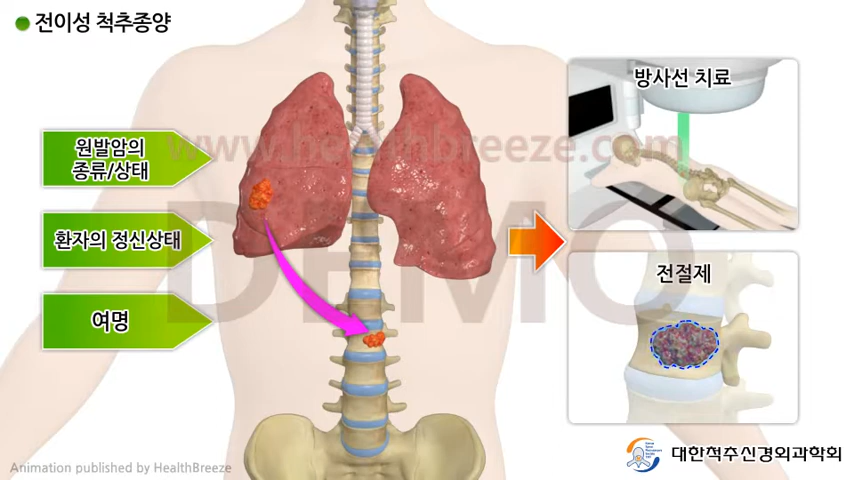 전이성 척추종양
원발암의
종류/상태
환자의 정신상태
여명
방사선 치료
전절제
www.healthbreeze.com
DEMO
Animation published by HealthBreeze
대한척추신경외과학회